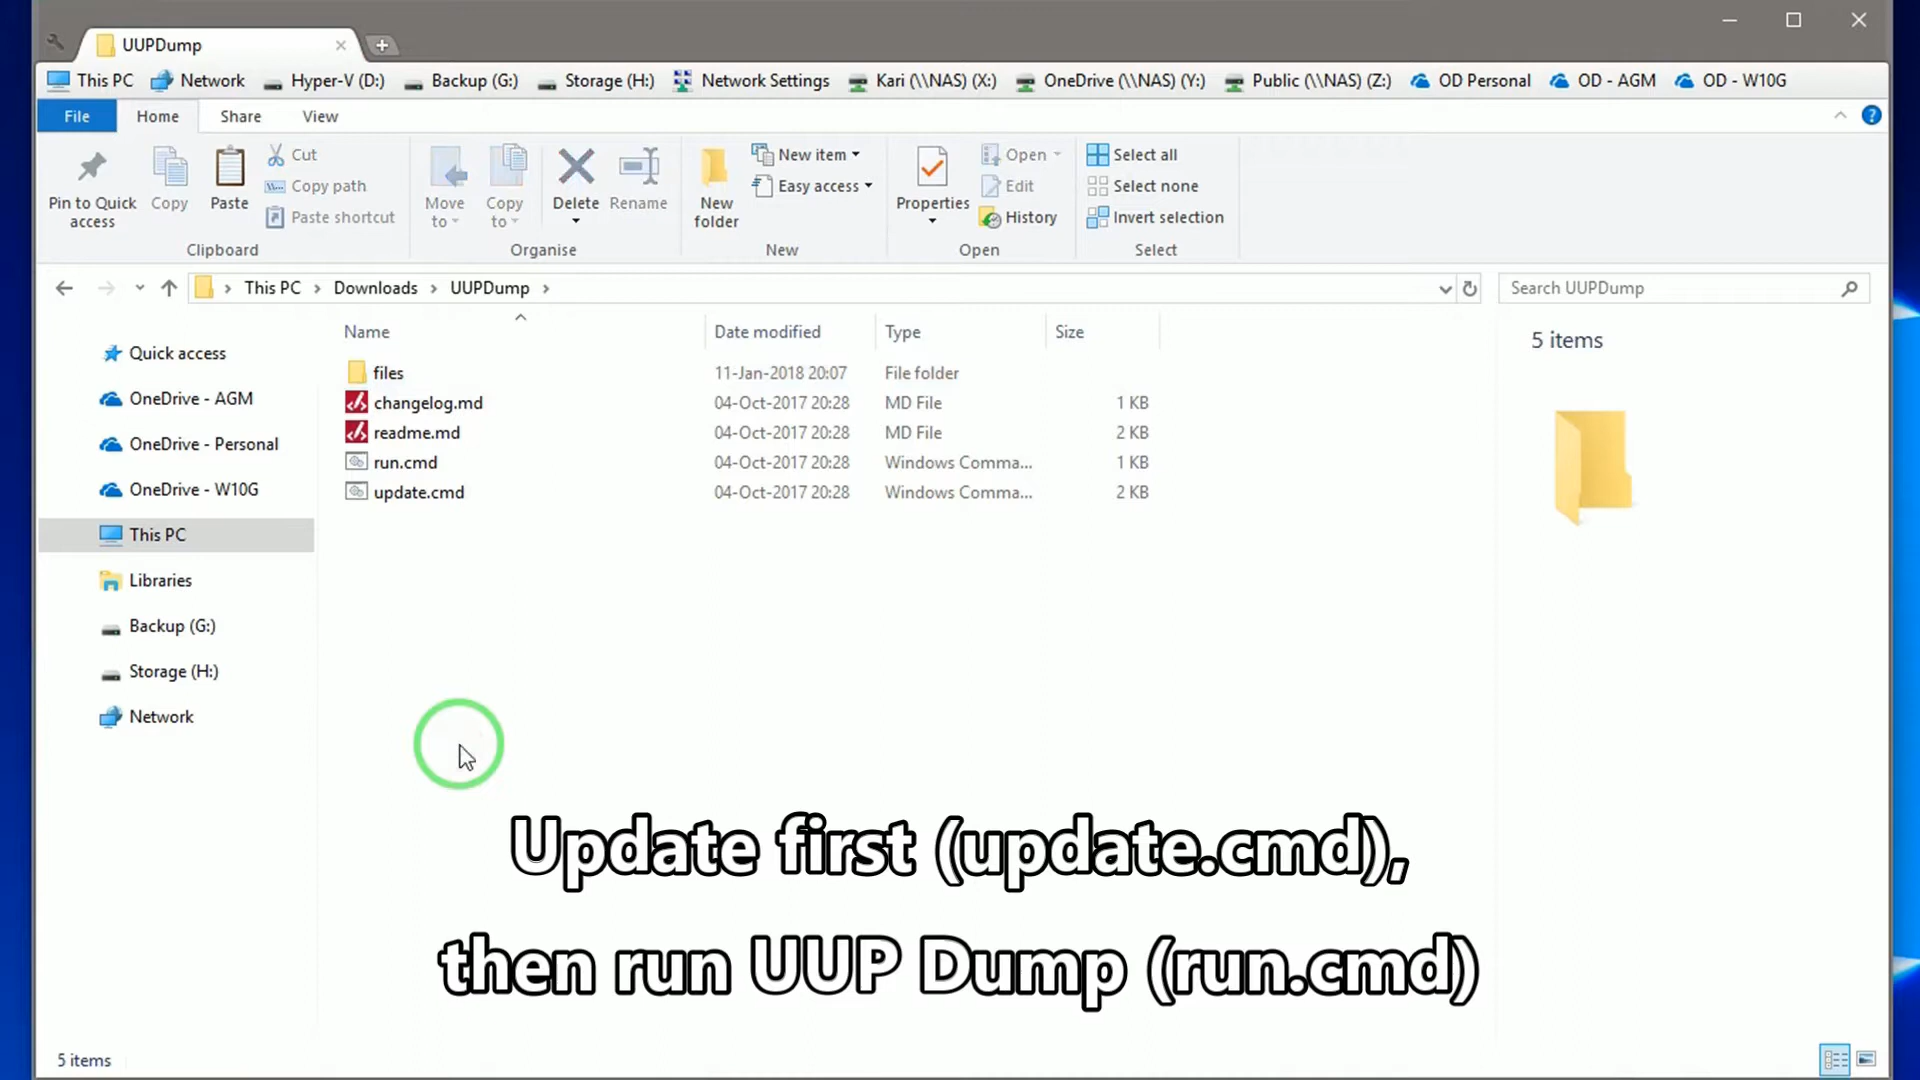 UUPDump
This PC
Network
Hyper-V (D:)
Backup (G:)
Storage (H:)
Network Settings
Kari (\\NAS) (X:)
OneDrive (\\NAS) (Y:)
Public (\\NAS) (Z:)
OD Personal
OD - AGM
OD - W10G
File
Home
Share
View
Pin to Quick
access
Copy
Paste
Cut
Copy path
Paste shortcut
Clipboard
Move
to
Copy
to
Delete
Rename
Organise
New
folder
New item
Easy access
New
Properties
Open
Edit
History
Open
Select all
Select none
Invert selection
Select
This PC > Downloads > UUPDump >
Search UUPDump
Quick access
OneDrive - AGM
OneDrive - Personal
OneDrive - W10G
This PC
Libraries
Backup (G:)
Storage (H:)
Network
Name Date modified Type Size
files 11-Jan-2018 20:07 File folder
changelog.md 04-Oct-2017 20:28 MD File 1 KB
readme.md 04-Oct-2017 20:28 MD File 2 KB
run.cmd 04-Oct-2017 20:28 Windows Comma... 1 KB
update.cmd 04-Oct-2017 20:28 Windows Comma... 2 KB
5 items
Update first (update.cmd),
then run UUP Dump (run.cmd)
5 items